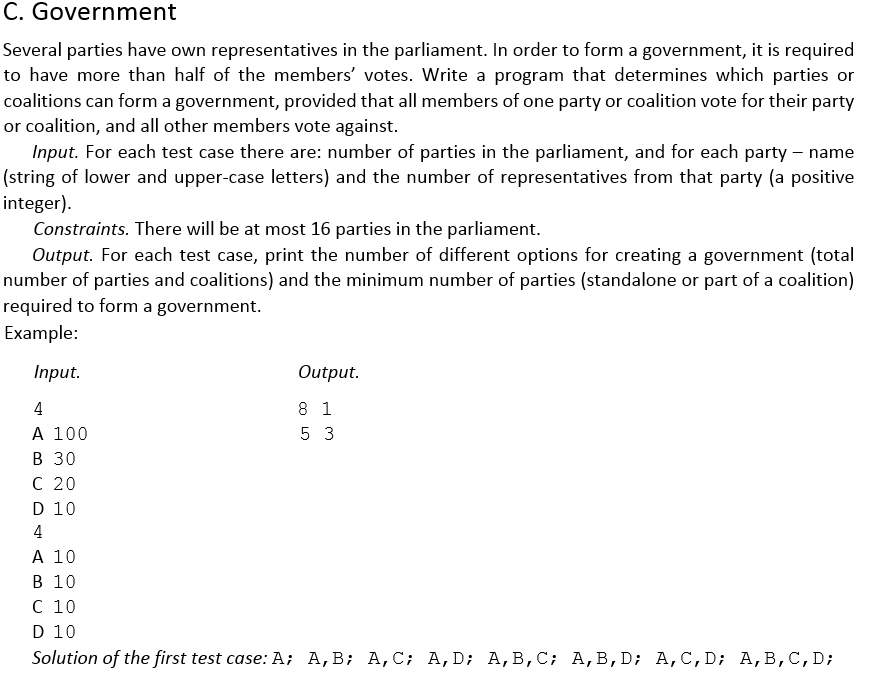 C. Government
Several parties have own representatives in the parliament. In order to form a government, it is required
to have more than half of the members' votes. Write a program that determines which parties or
coalitions can form a government, provided that all members of one party or coalition vote for their party
or coalition, and all other members vote against.
Input. For each test case there are: number of parties in the parliament, and for each party – name
(string of lower and upper-case letters) and the number of representatives from that party (a positive
integer).
Constraints. There will be at most 16 parties in the parliament.
Output. For each test case, print the number of different options for creating a government (total
number of parties and coalitions) and the minimum number of parties (standalone or part of a coalition)
required to form a government.
Example:
Input. Output.
4 8 1
A 100 5 3
B 30
C 20
D 10
4
A 10
B 10
C 10
D 10
Solution of the first test case: A; A,B; A,C; A,D; A,B,C; A,B,D; A,C,D; A,B,C,D;